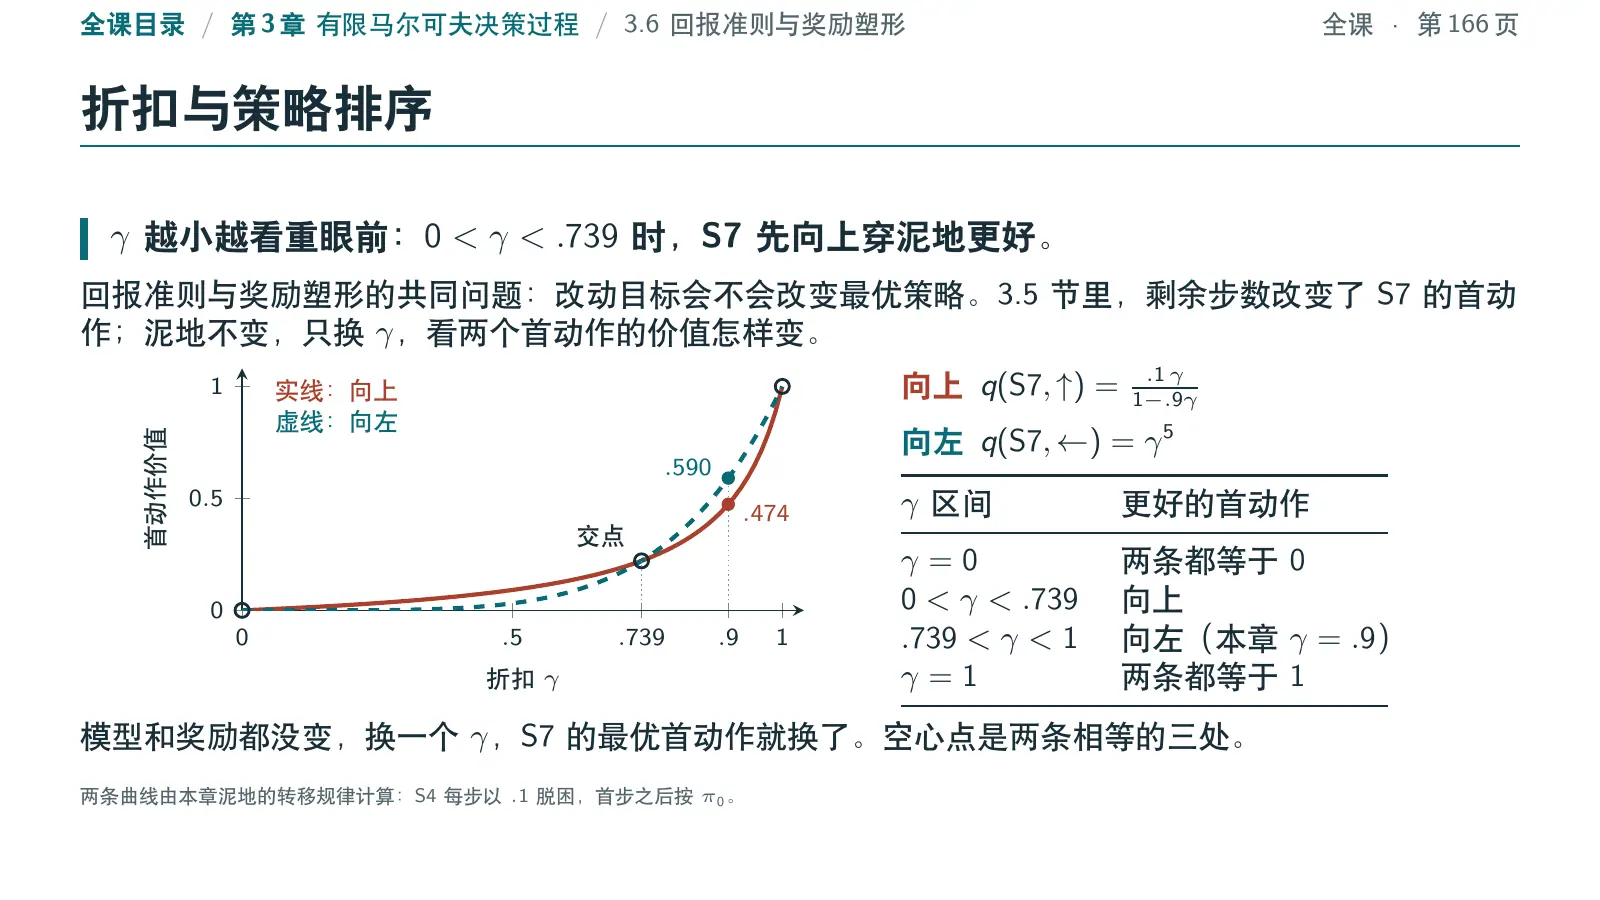 全课目录 / 第 3 章 有限马尔可夫决策过程 / 3.6 回报准则与奖励塑形
全课 · 第 166 页
折扣与策略排序
γ 越小越看重眼前：0 < γ < .739 时，S7 先向上穿泥地更好。
回报准则与奖励塑形的共同问题：改动目标会不会改变最优策略。3.5 节里，剩余步数改变了 S7 的首动
作；泥地不变，只换 γ，看两个首动作的价值怎样变。
实线：向上
虚线：向左
首动作价值
1
0.5
0
.590
.474
交点
0 .5 .739 .9 1
折扣 γ
向上 q(S7, ↑) = .1 γ / 1−.9γ
向左 q(S7, ←) = γ⁵
γ 区间 更好的首动作
γ = 0 两条都等于 0
0 < γ < .739 向上
.739 < γ < 1 向左（本章 γ = .9）
γ = 1 两条都等于 1
模型和奖励都没变，换一个 γ，S7 的最优首动作就换了。空心点是两条相等的三处。
两条曲线由本章泥地的转移规律计算：S4 每步以 .1 脱困，首步之后按 π₀。